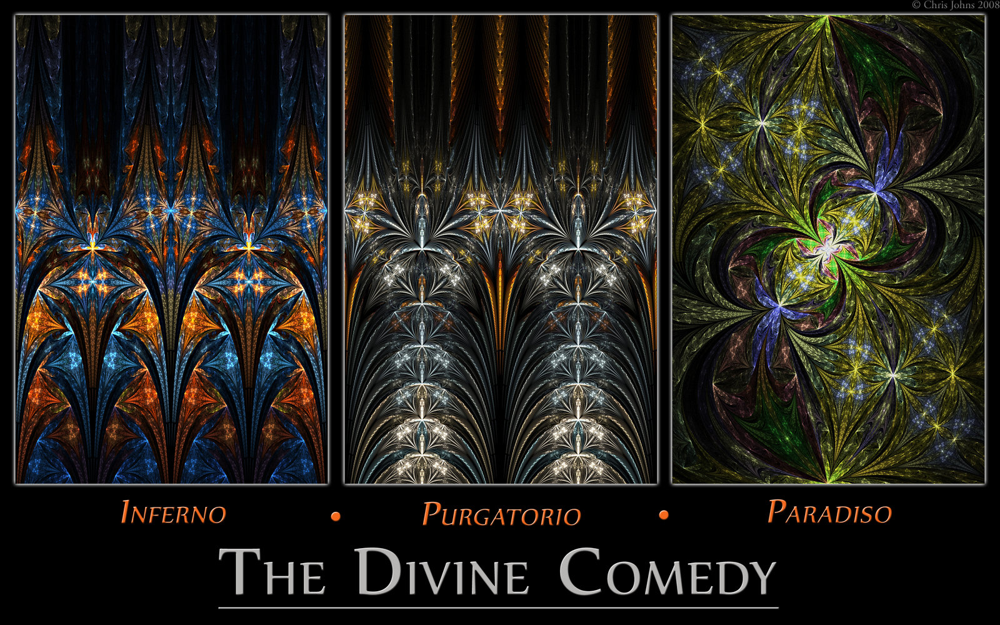 © Chris Johns 2008
Inferno • Purgatorio • Paradiso
The Divine Comedy